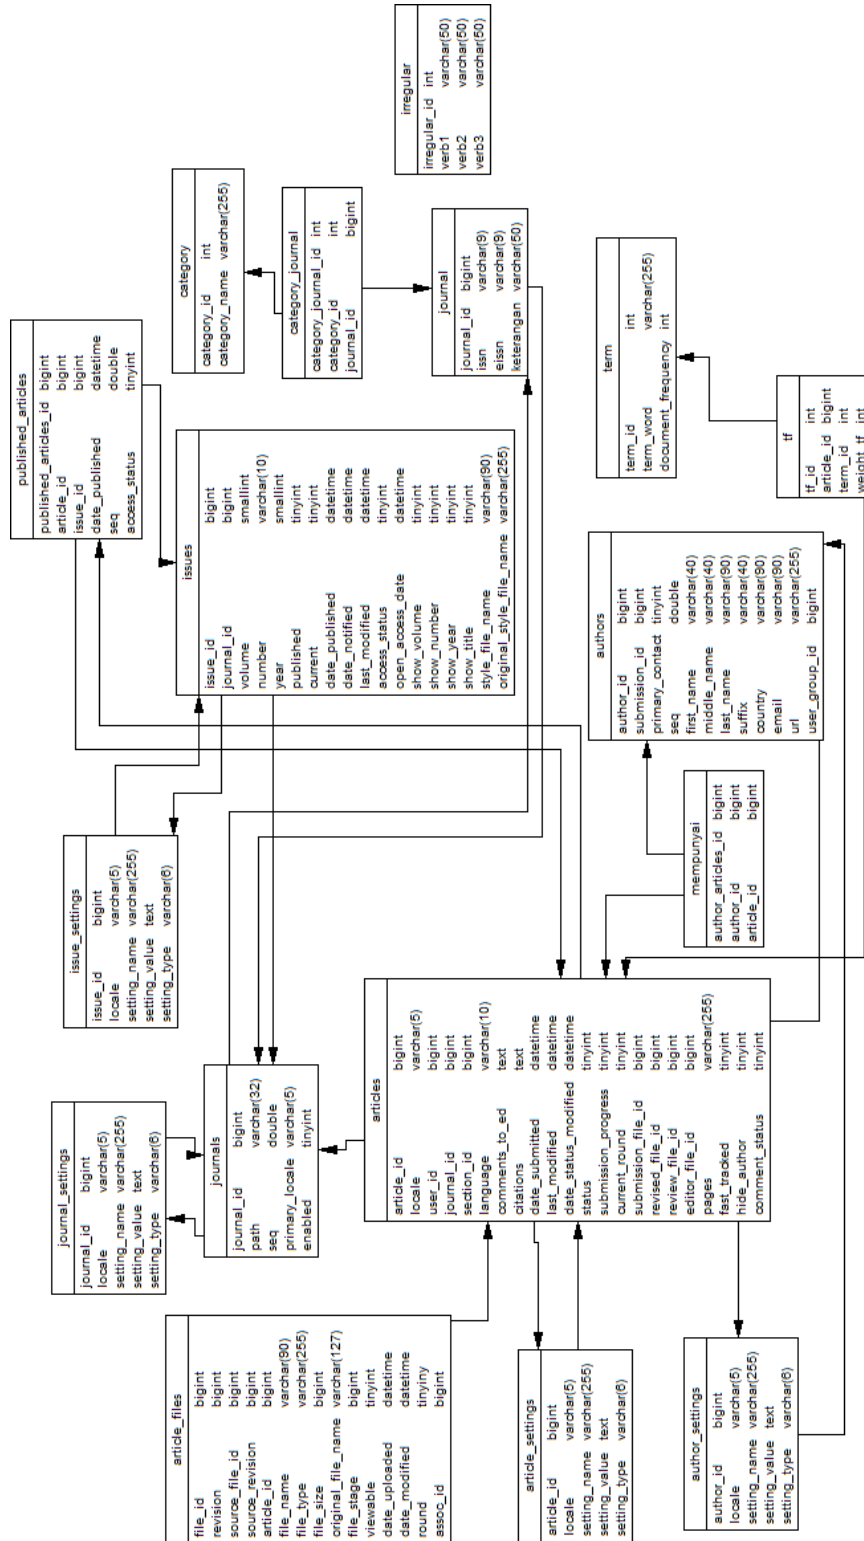 article_files
file_id bigint
revision bigint
source_file_id bigint
source_revision bigint
article_id bigint
file_name varchar(90)
file_type varchar(255)
file_size bigint
original_file_name varchar(127)
file_stage bigint
viewable tinyint
date_uploaded datetime
date_modified datetime
round tinyiny
assoc_id bigint
journal_settings
journal_id bigint
locale varchar(5)
setting_name varchar(255)
setting_value text
setting_type varchar(6)
journals
journal_id bigint
path varchar(32)
seq double
primary_locale varchar(5)
enabled tinyint
issue_settings
issue_id bigint
locale varchar(5)
setting_name varchar(255)
setting_value text
setting_type varchar(6)
published_articles
published_articles_id bigint
article_id bigint
issue_id bigint
date_published datetime
seq double
access_status tinyint
issues
issue_id bigint
journal_id bigint
volume smallint
number varchar(10)
year smallint
published tinyint
current tinyint
date_published datetime
date_notified datetime
last_modified datetime
access_status tinyint
open_access_date datetime
show_volume tinyint
show_number tinyint
show_year tinyint
show_title tinyint
style_file_name varchar(90)
original_style_file_name varchar(255)
category
category_id int
category_name varchar(255)
category_journal
category_journal_id int
category_id int
journal_id bigint
journal
journal_id bigint
issn varchar(9)
eissn varchar(9)
keterangan varchar(50)
irregular
irregular_id int
verb1 varchar(50)
verb2 varchar(50)
verb3 varchar(50)
article_settings
article_id bigint
locale varchar(5)
setting_name varchar(255)
setting_value text
setting_type varchar(6)
articles
article_id bigint
locale varchar(5)
user_id bigint
journal_id bigint
section_id bigint
language varchar(10)
comments_to_ed text
citations text
date_submitted datetime
last_modified datetime
date_status_modified datetime
status tinyint
submission_progress tinyint
current_round tinyint
submission_file_id bigint
revised_file_id bigint
review_file_id bigint
editor_file_id bigint
pages varchar(255)
fast_tracked tinyint
hide_author tinyint
comment_status tinyint
author_settings
author_id bigint
locale varchar(5)
setting_name varchar(255)
setting_value text
setting_type varchar(6)
mempunyai
author_articles_id bigint
author_id bigint
article_id bigint
authors
author_id bigint
submission_id bigint
primary_contact tinyint
seq double
first_name varchar(40)
middle_name varchar(40)
last_name varchar(90)
suffix varchar(40)
country varchar(90)
email varchar(90)
url varchar(255)
user_group_id bigint
term
term_id int
term_word varchar(255)
document_frequency int
tf
tf_id int
article_id bigint
term_id int
weight_tf int